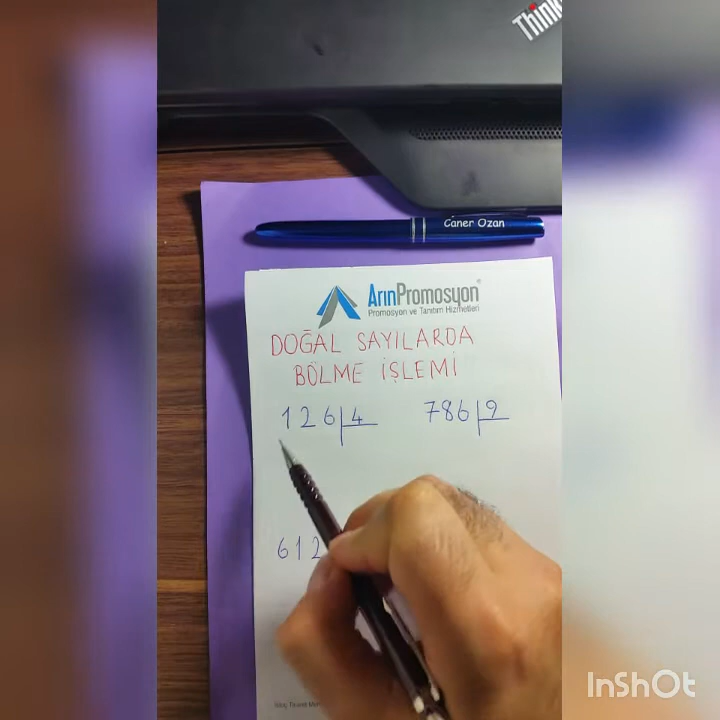 Think
Caner Ozan
ArınPromosyon®
Promosyon ve Tanıtım Hizmetleri
DOĞAL SAYILARDA
BÖLME İŞLEMİ
126 4 786 9
612
InShOt